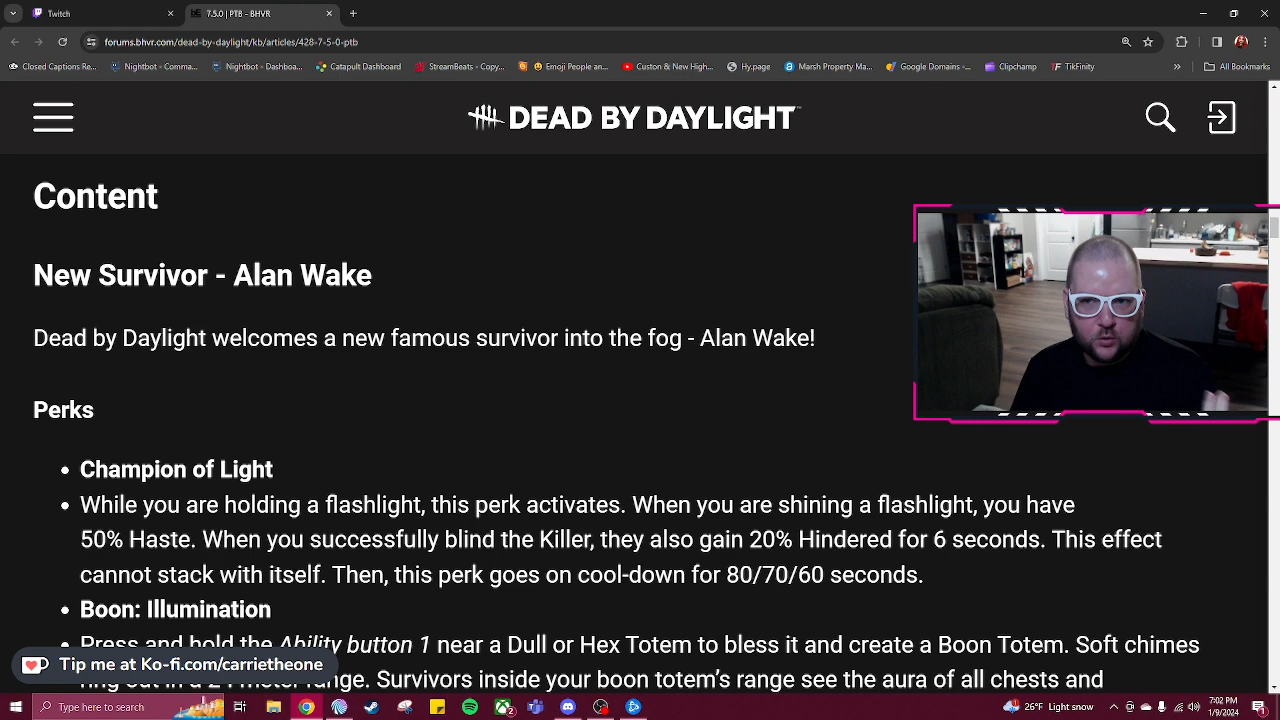 Twitch
7.5.0 | PTB - BHVR
forums.bhvr.com/dead-by-daylight/kb/articles/428-7-5-0-ptb
Closed Captions Re...
Nightbot - Comma...
Nightbot - Dashboa...
Catapult Dashboard
StreamBeats - Copy...
Emoji People an...
Custon & New High...
Hy.page
Marsh Property Ma...
Google Domains -...
Clipchamp
TikFinity
All Bookmarks
DEAD BY DAYLIGHT
Content
New Survivor - Alan Wake
Dead by Daylight welcomes a new famous survivor into the fog - Alan Wake!
Perks
• Champion of Light
• While you are holding a flashlight, this perk activates. When you are shining a flashlight, you have
50% Haste. When you successfully blind the Killer, they also gain 20% Hindered for 6 seconds. This effect
cannot stack with itself. Then, this perk goes on cool-down for 80/70/60 seconds.
• Boon: Illumination
• Press and hold the Ability button 1 near a Dull or Hex Totem to bless it and create a Boon Totem. Soft chimes
range. Survivors inside your boon totem's range see the aura of all chests and
Tip me at Ko-fi.com/carrietheone
Type here to search
26°F Light snow
7:02 PM
1/9/2024